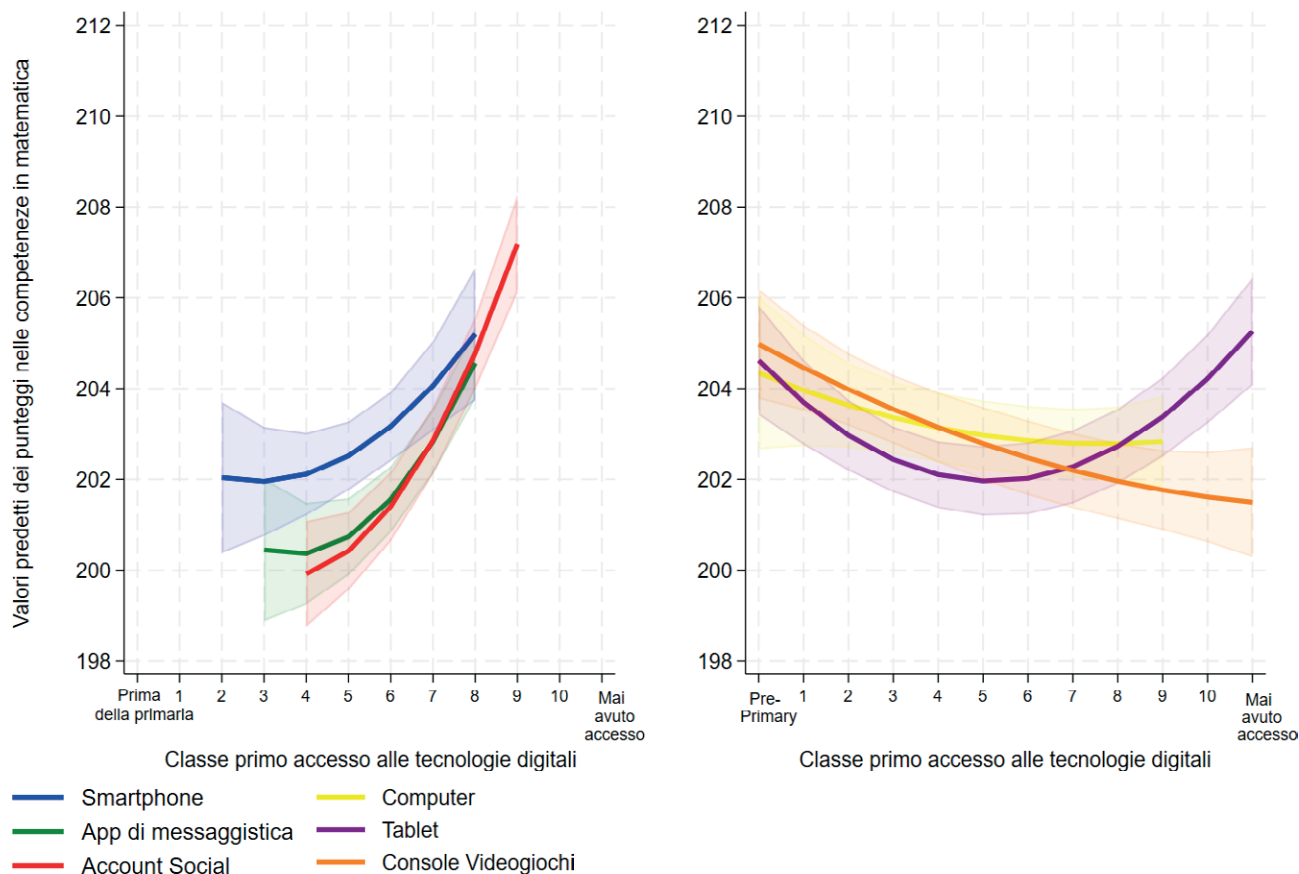 Valori predetti dei punteggi nelle competeneze in matematica
212
210
208
206
204
202
200
198
Prima
della primaria
1
2
3
4
5
6
7
8
9
10
Mai
avuto
accesso
Classe primo accesso alle tecnologie digitali
212
210
208
206
204
202
200
198
Pre-
Primary
1
2
3
4
5
6
7
8
9
10
Mai
avuto
accesso
Classe primo accesso alle tecnologie digitali
Smartphone
App di messaggistica
Account Social
Computer
Tablet
Console Videogiochi